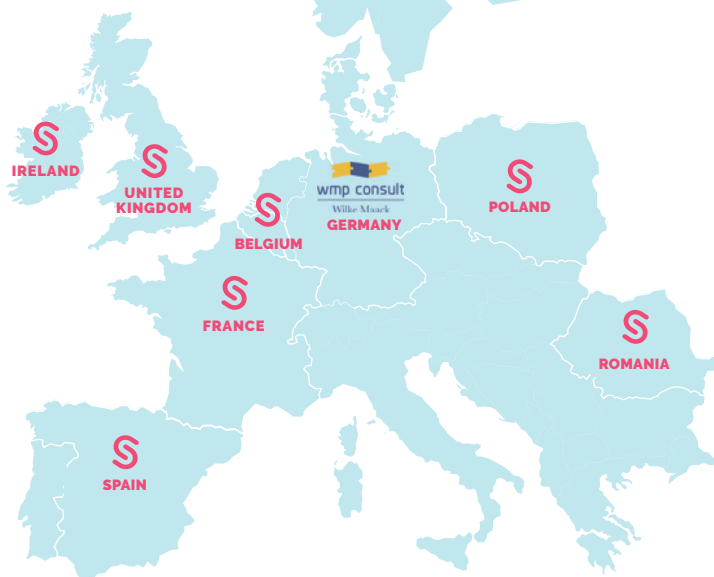 IRELAND
UNITED
KINGDOM
wmp consult
Wilke Maack
GERMANY
POLAND
BELGIUM
FRANCE
ROMANIA
SPAIN